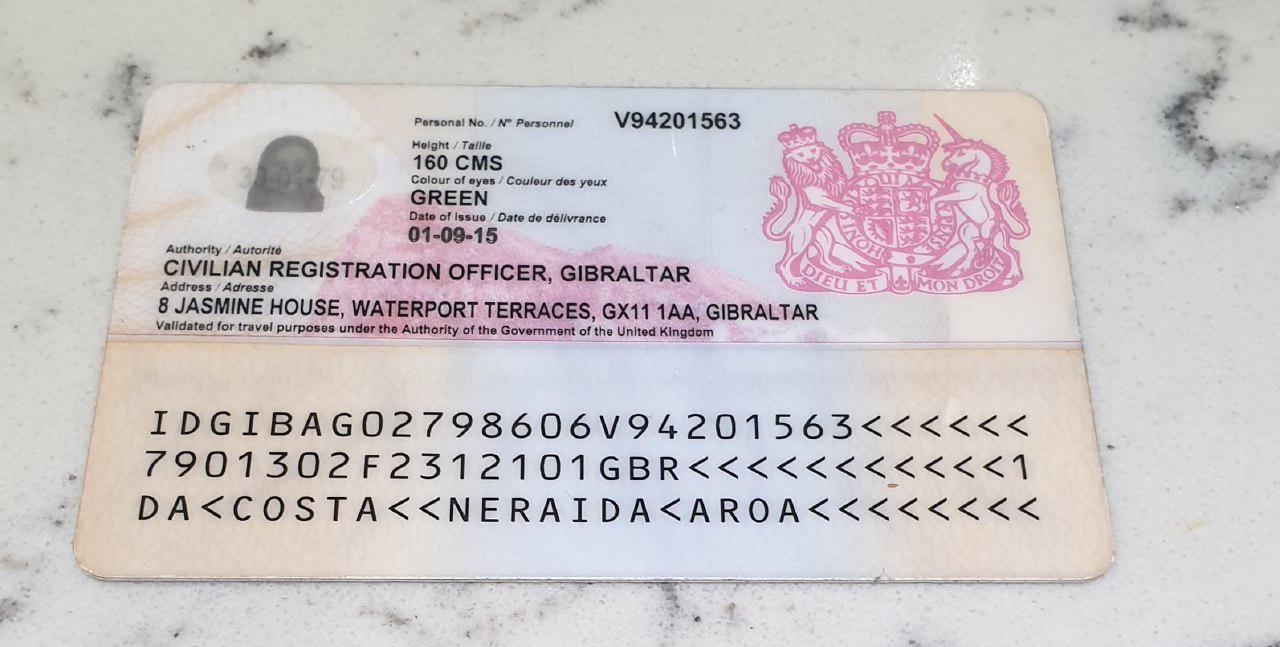 Personal No. / N° Personnel V94201563
Height / Taille
160 CMS
Colour of eyes / Couleur des yeux
GREEN
Date of Issue / Date de délivrance
01-09-15
Authority / Autorité
CIVILIAN REGISTRATION OFFICER, GIBRALTAR
Address / Adresse
8 JASMINE HOUSE, WATERPORT TERRACES, GX11 1AA, GIBRALTAR
Validated for travel purposes under the Authority of the Government of the United Kingdom
DIEU ET MON DROIT
IDGIBAG02798606V94201563<<<<<<
7901302F2312101GBR<<<<<<<<<<<1
DA<COSTA<<NERAIDA<AROA<<<<<<<<